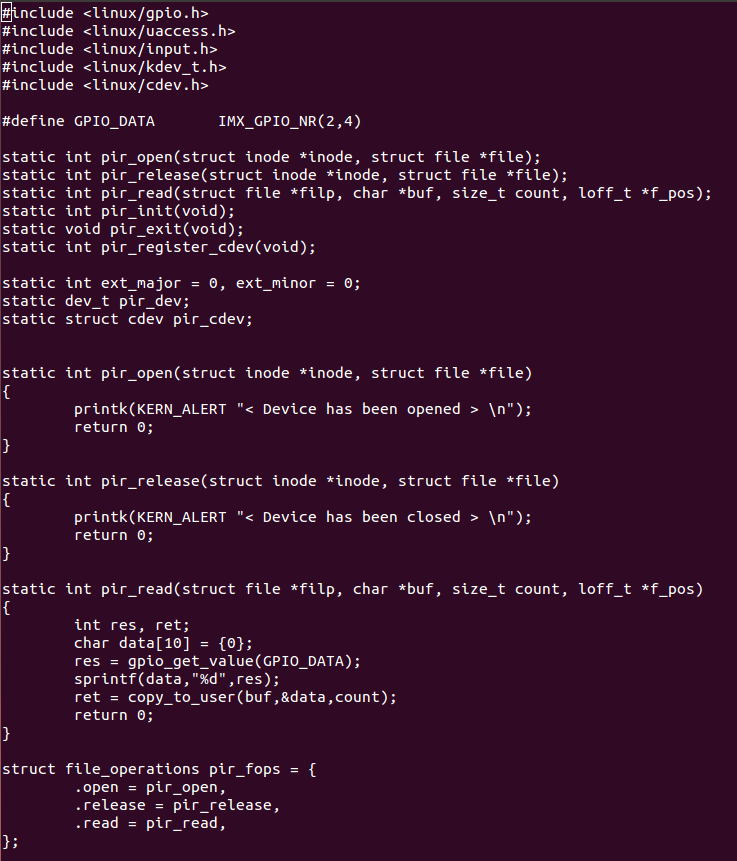 #include <linux/gpio.h>
#include <linux/uaccess.h>
#include <linux/input.h>
#include <linux/kdev_t.h>
#include <linux/cdev.h>

#define GPIO_DATA       IMX_GPIO_NR(2,4)

static int pir_open(struct inode *inode, struct file *file);
static int pir_release(struct inode *inode, struct file *file);
static int pir_read(struct file *filp, char *buf, size_t count, loff_t *f_pos);
static int pir_init(void);
static void pir_exit(void);
static int pir_register_cdev(void);

static int ext_major = 0, ext_minor = 0;
static dev_t pir_dev;
static struct cdev pir_cdev;


static int pir_open(struct inode *inode, struct file *file)
{
        printk(KERN_ALERT "< Device has been opened > \n");
        return 0;
}

static int pir_release(struct inode *inode, struct file *file)
{
        printk(KERN_ALERT "< Device has been closed > \n");
        return 0;
}

static int pir_read(struct file *filp, char *buf, size_t count, loff_t *f_pos)
{
        int res, ret;
        char data[10] = {0};
        res = gpio_get_value(GPIO_DATA);
        sprintf(data,"%d",res);
        ret = copy_to_user(buf,&data,count);
        return 0;
}

struct file_operations pir_fops = {
        .open = pir_open,
        .release = pir_release,
        .read = pir_read,
};